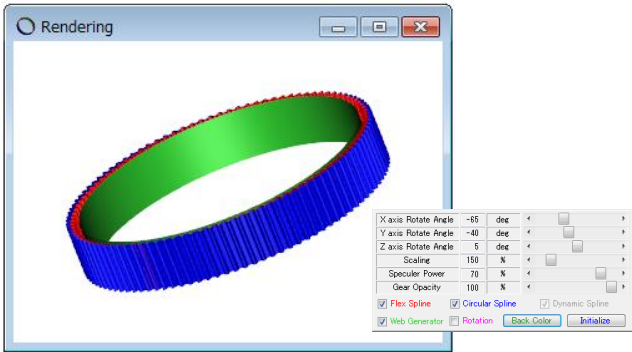 Rendering
X axis Rotate Angle -65 deg
Y axis Rotate Angle -40 deg
Z axis Rotate Angle 5 deg
Scaling 150 %
Speculer Power 70 %
Gear Opacity 100 %
Flex Spline Circular Spline Dynamic Spline
Web Generator Rotation Back Color Initialize